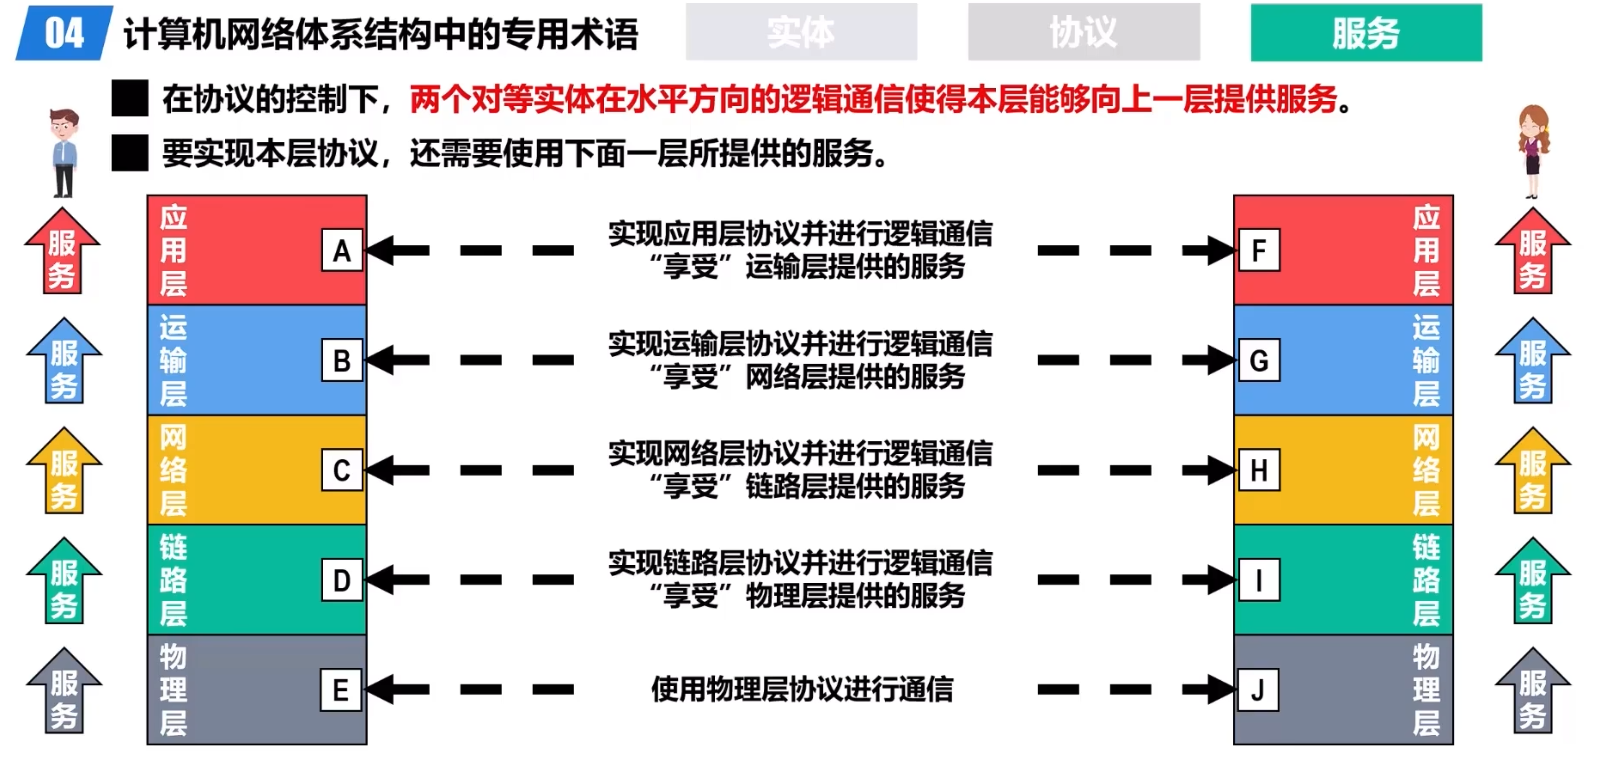 04 计算机网络体系结构中的专用术语 实体 协议 服务
在协议的控制下，两个对等实体在水平方向的逻辑通信使得本层能够向上一层提供服务。
要实现本层协议，还需要使用下面一层所提供的服务。
服务 应用层 A 实现应用层协议并进行逻辑通信 F 应用层 服务
“享受”运输层提供的服务
服务 运输层 B 实现运输层协议并进行逻辑通信 G 运输层 服务
“享受”网络层提供的服务
服务 网络层 C 实现网络层协议并进行逻辑通信 H 网络层 服务
“享受”链路层提供的服务
服务 链路层 D 实现链路层协议并进行逻辑通信 I 链路层 服务
“享受”物理层提供的服务
服务 物理层 E 使用物理层协议进行通信 J 物理层 服务